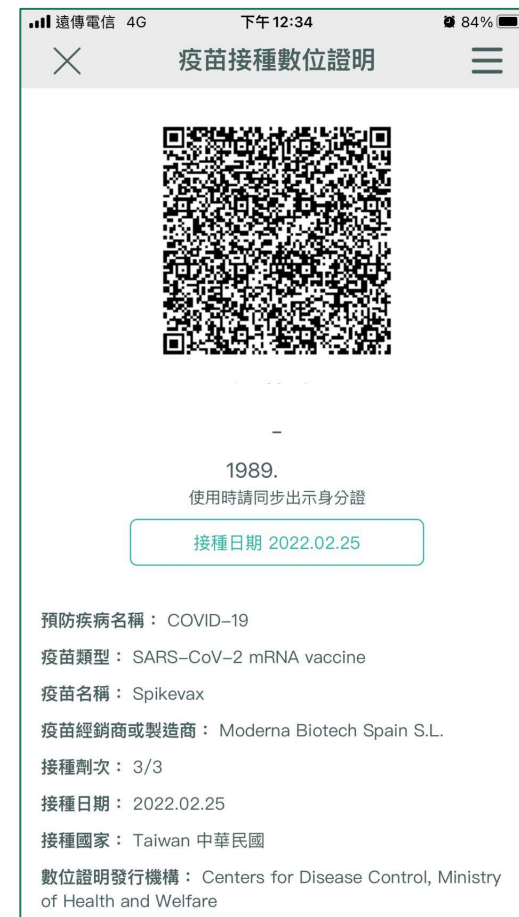 遠傳電信 4G 下午12:34 84%
疫苗接種數位證明
–
1989.
使用時請同步出示身分證
接種日期 2022.02.25
預防疾病名稱： COVID–19
疫苗類型： SARS–CoV–2 mRNA vaccine
疫苗名稱： Spikevax
疫苗經銷商或製造商： Moderna Biotech Spain S.L.
接種劑次： 3/3
接種日期： 2022.02.25
接種國家： Taiwan 中華民國
數位證明發行機構： Centers for Disease Control, Ministry
of Health and Welfare